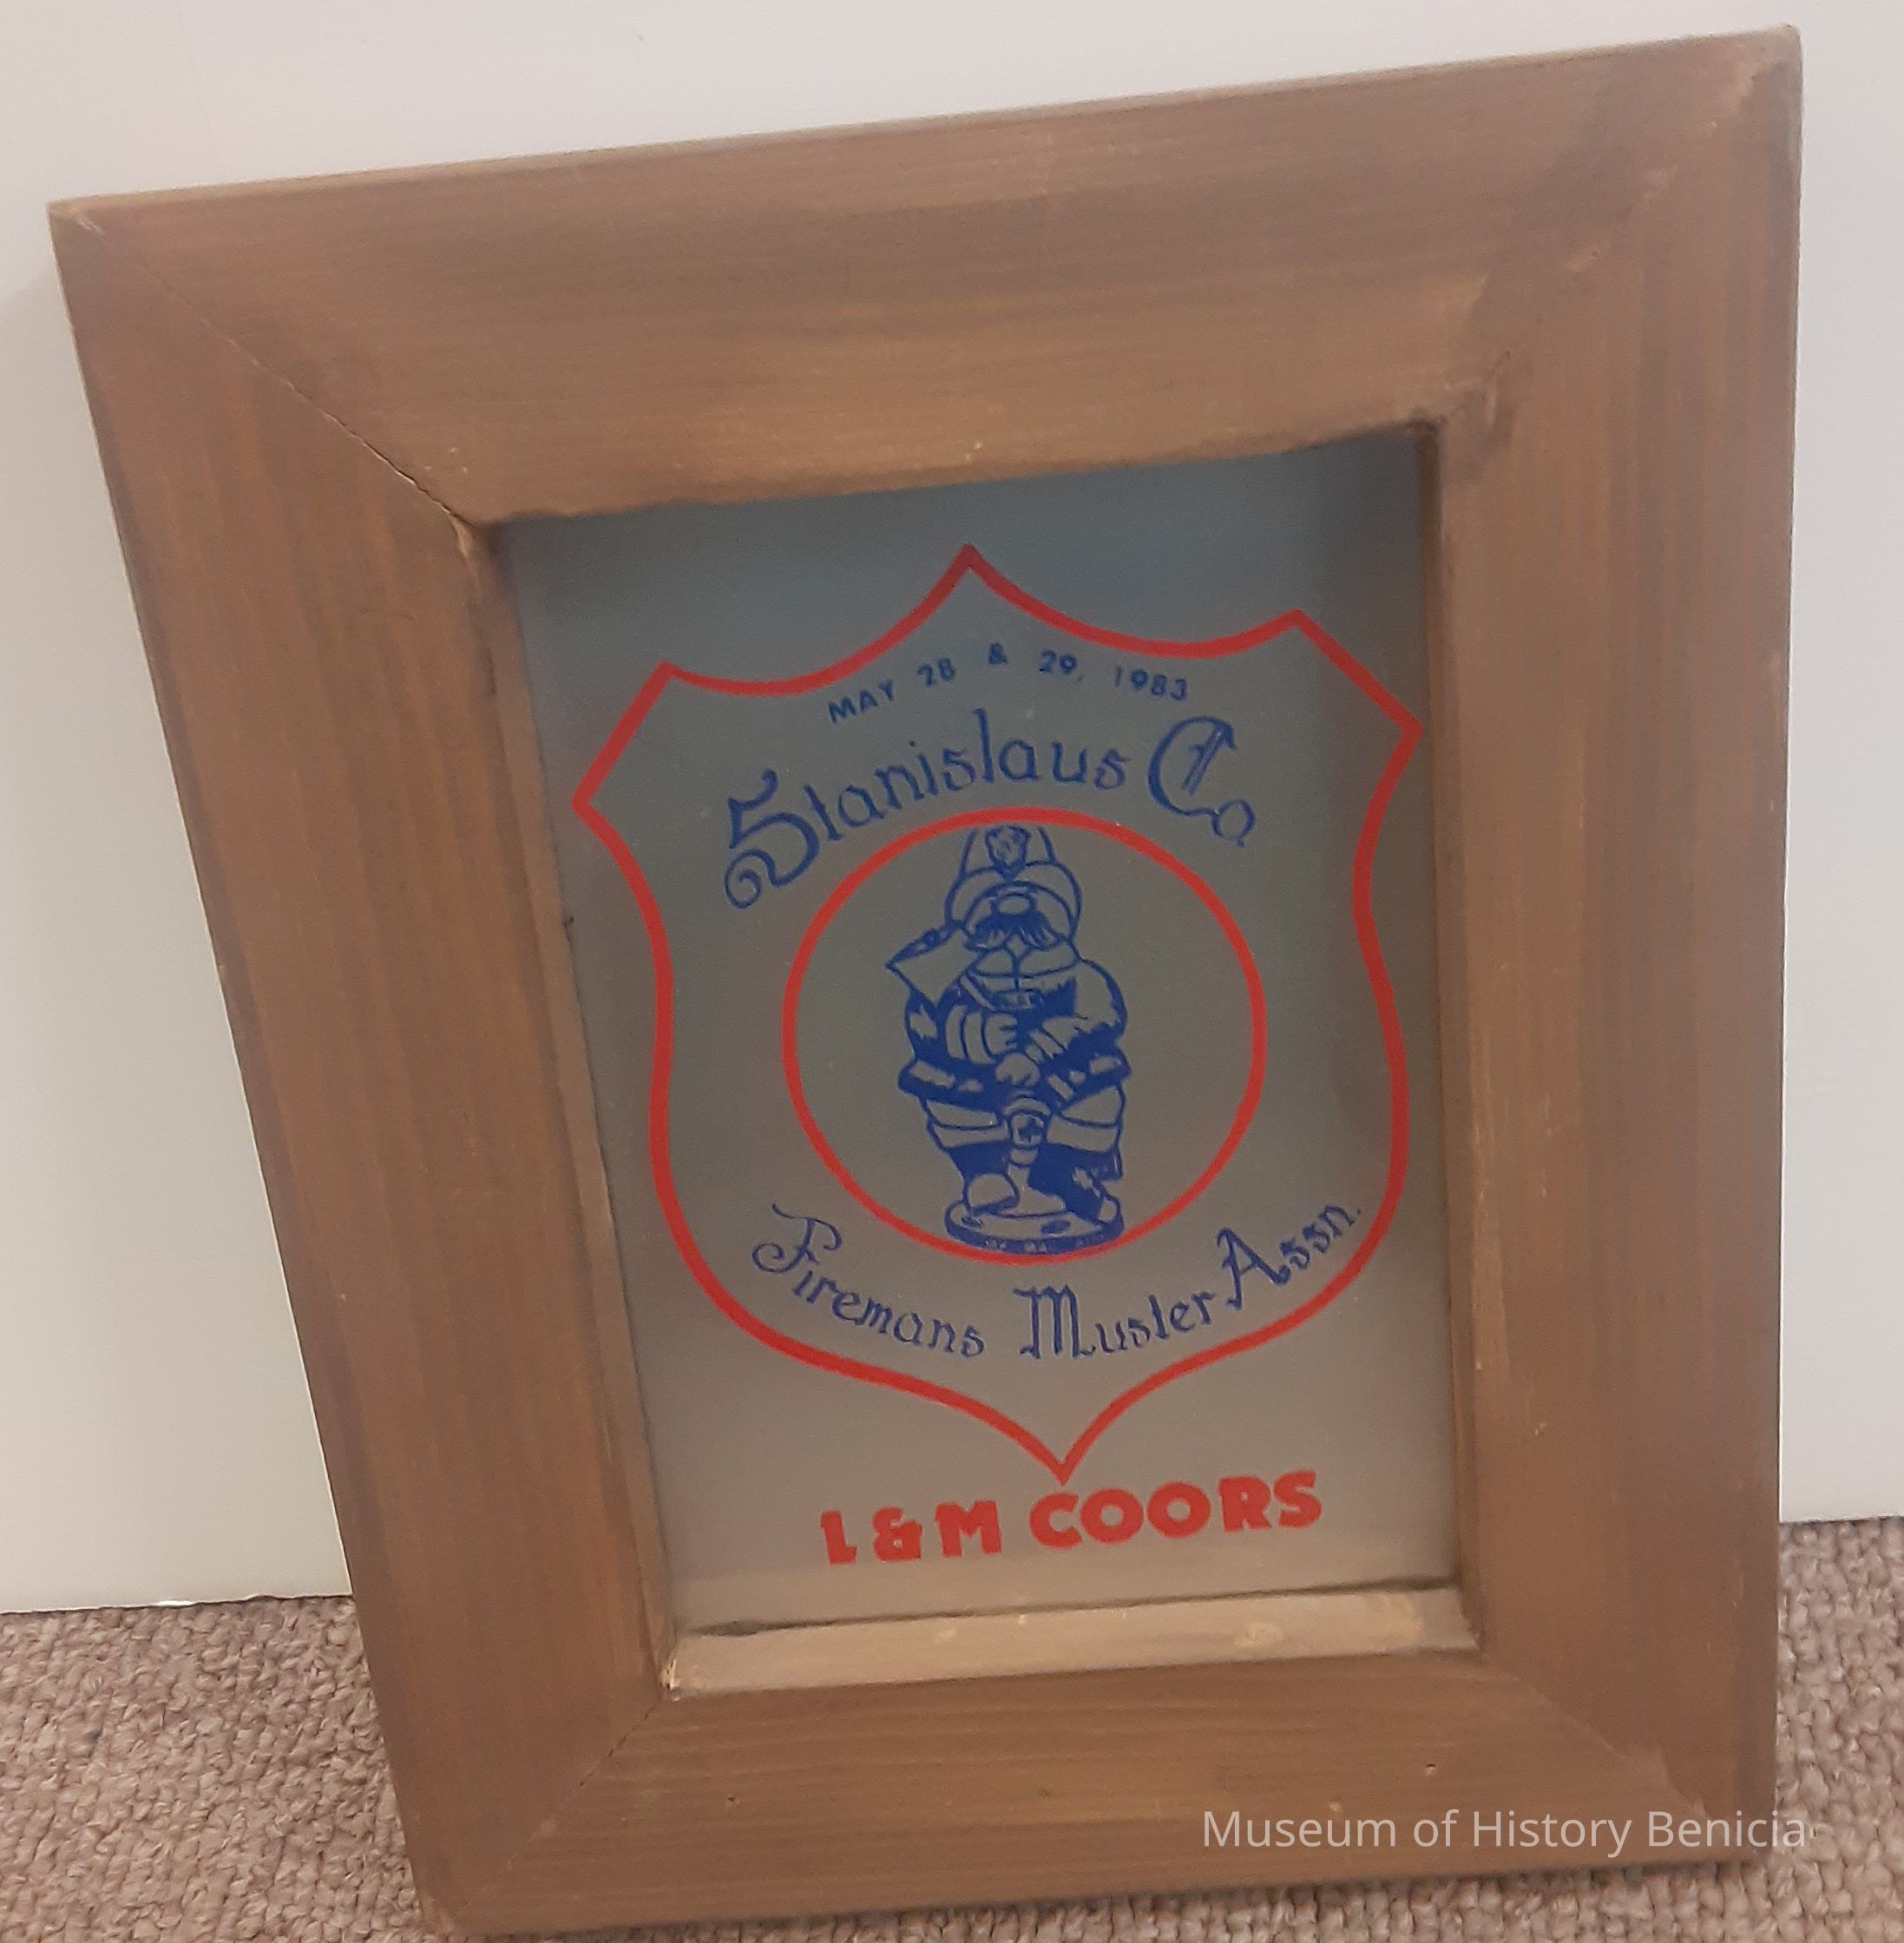 MAY 28 & 29, 1983
Stanislaus Co
Firemans Muster Assn.
L&M COORS
Museum of History Benicia